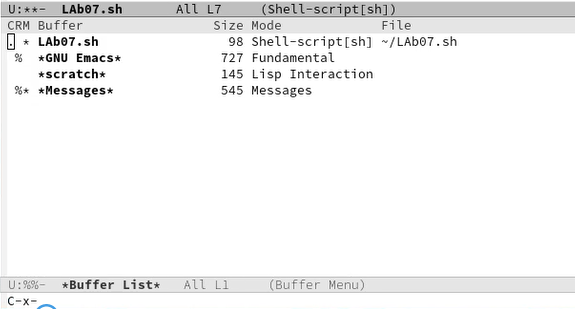 U:**-  LAb07.sh       All L7     (Shell-script[sh])
CRM Buffer                 Size Mode             File
. * LAb07.sh                 98 Shell-script[sh] ~/LAb07.sh
 %  *GNU Emacs*             727 Fundamental
    *scratch*               145 Lisp Interaction
 %* *Messages*              545 Messages
U:%%-  *Buffer List*   All L1     (Buffer Menu)
C-x-